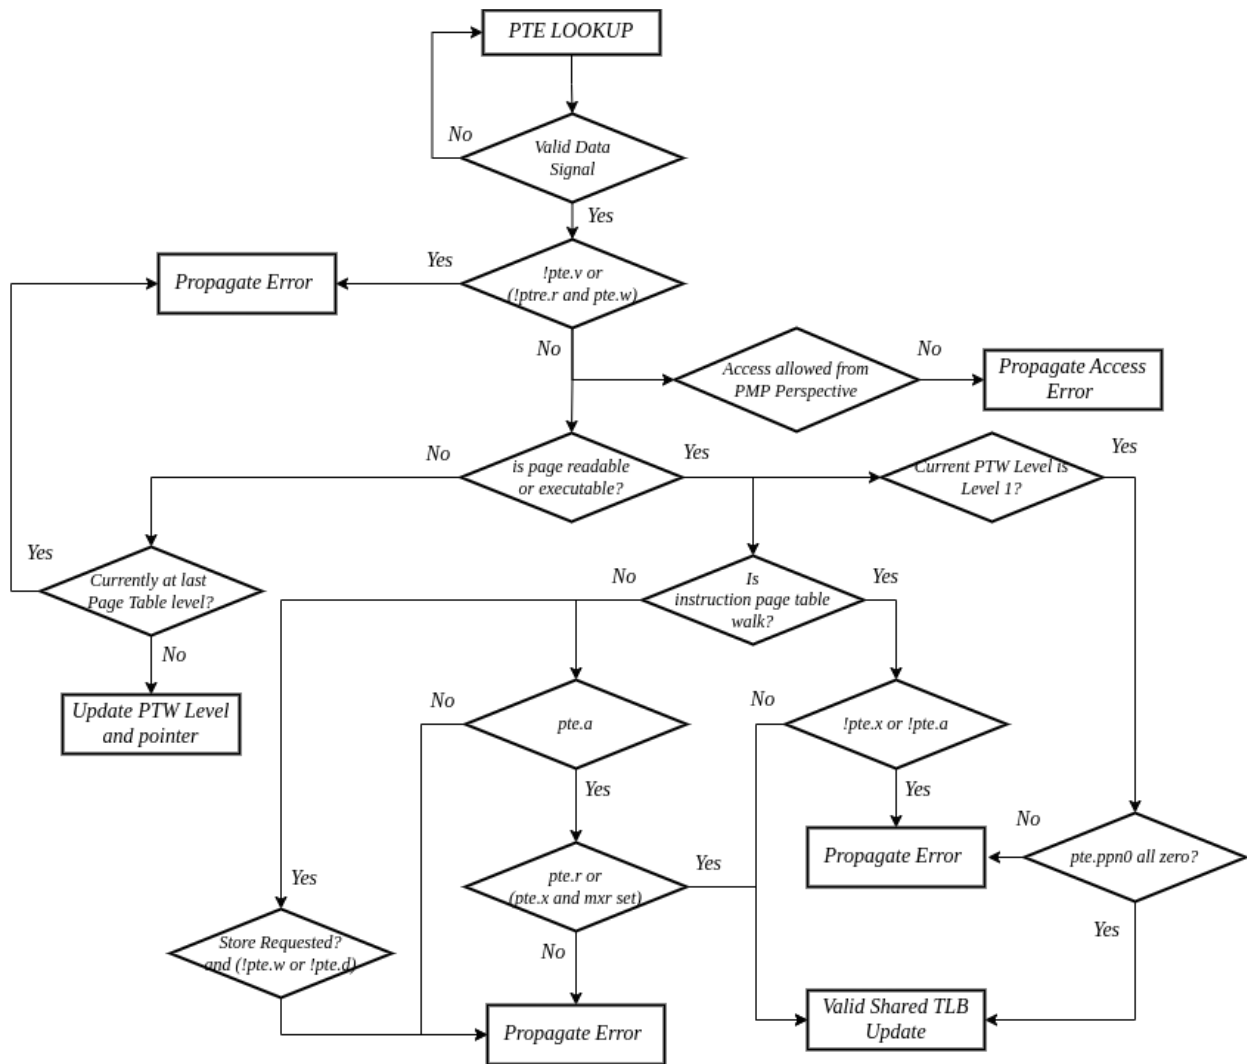 PTE LOOKUP
No
Valid Data
Signal
Yes
Propagate Error
Yes
!pte.v or
(!ptre.r and pte.w)
No
Access allowed from
PMP Perspective
No
Propagate Access
Error
No
is page readable
or executable?
Yes
Current PTW Level is
Level 1?
Yes
Yes
Currently at last
Page Table level?
No
Is
instruction page table
walk?
Yes
No
Update PTW Level
and pointer
No
pte.a
Yes
No
!pte.x or !pte.a
Yes
Propagate Error
No
pte.ppn0 all zero?
Yes
Yes
Store Requested?
and (!pte.w or !pte.d)
pte.r or
(pte.x and mxr set)
Yes
No
Propagate Error
Valid Shared TLB
Update